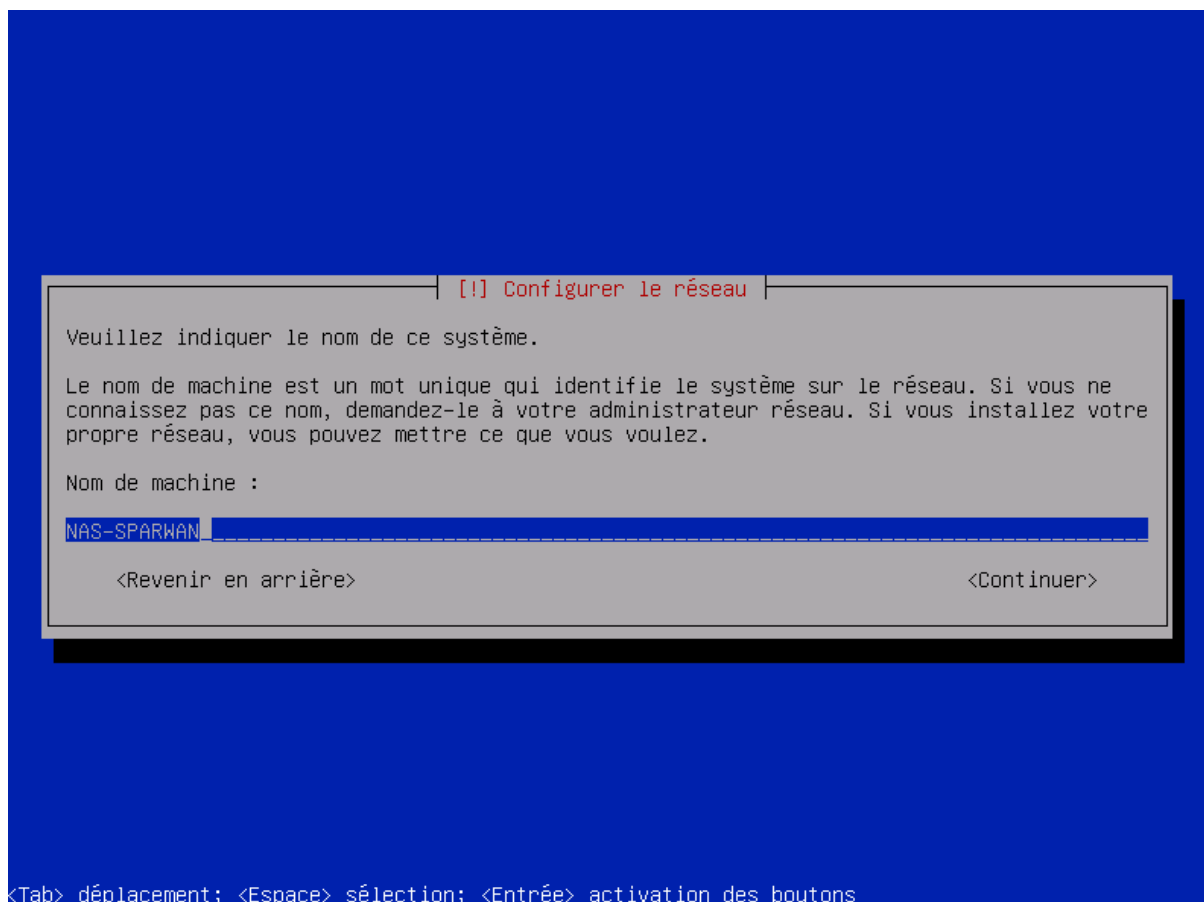 [!] Configurer le réseau
Veuillez indiquer le nom de ce système.
Le nom de machine est un mot unique qui identifie le système sur le réseau. Si vous ne
connaissez pas ce nom, demandez-le à votre administrateur réseau. Si vous installez votre
propre réseau, vous pouvez mettre ce que vous voulez.
Nom de machine :
NAS-SPARWAN
<Revenir en arrière> <Continuer>
<Tab> déplacement; <Espace> sélection; <Entrée> activation des boutons